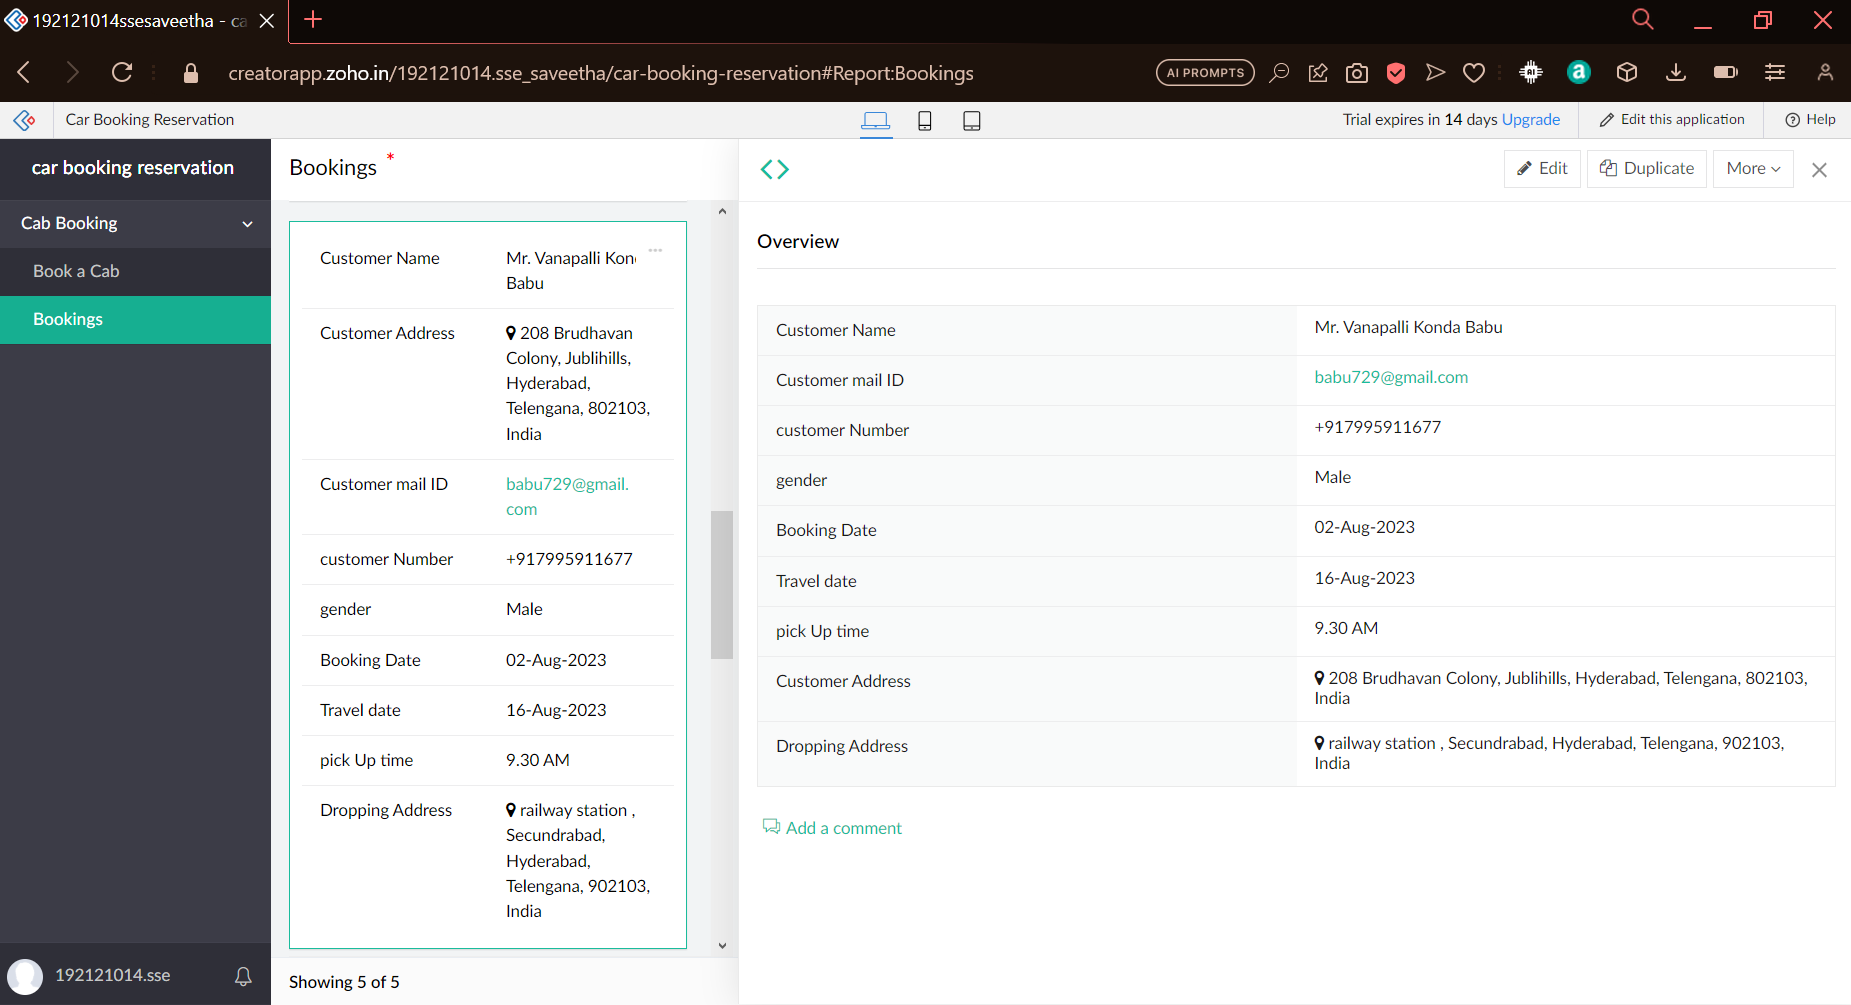 192121014ssesaveetha - ca
creatorapp.zoho.in/192121014.sse_saveetha/car-booking-reservation#Report:Bookings
AI PROMPTS
Car Booking Reservation
Trial expires in 14 days Upgrade
Edit this application
Help
car booking reservation
Cab Booking
Book a Cab
Bookings
192121014.sse
Bookings *
Customer Name
Mr. Vanapalli Kon
Babu
Customer Address
208 Brudhavan
Colony, Jublihills,
Hyderabad,
Telengana, 802103,
India
Customer mail ID
babu729@gmail.
com
customer Number
+917995911677
gender
Male
Booking Date
02-Aug-2023
Travel date
16-Aug-2023
pick Up time
9.30 AM
Dropping Address
railway station ,
Secundrabad,
Hyderabad,
Telengana, 902103,
India
Showing 5 of 5
Edit
Duplicate
More
Overview
Customer Name
Mr. Vanapalli Konda Babu
Customer mail ID
babu729@gmail.com
customer Number
+917995911677
gender
Male
Booking Date
02-Aug-2023
Travel date
16-Aug-2023
pick Up time
9.30 AM
Customer Address
208 Brudhavan Colony, Jublihills, Hyderabad, Telengana, 802103,
India
Dropping Address
railway station , Secundrabad, Hyderabad, Telengana, 902103,
India
Add a comment